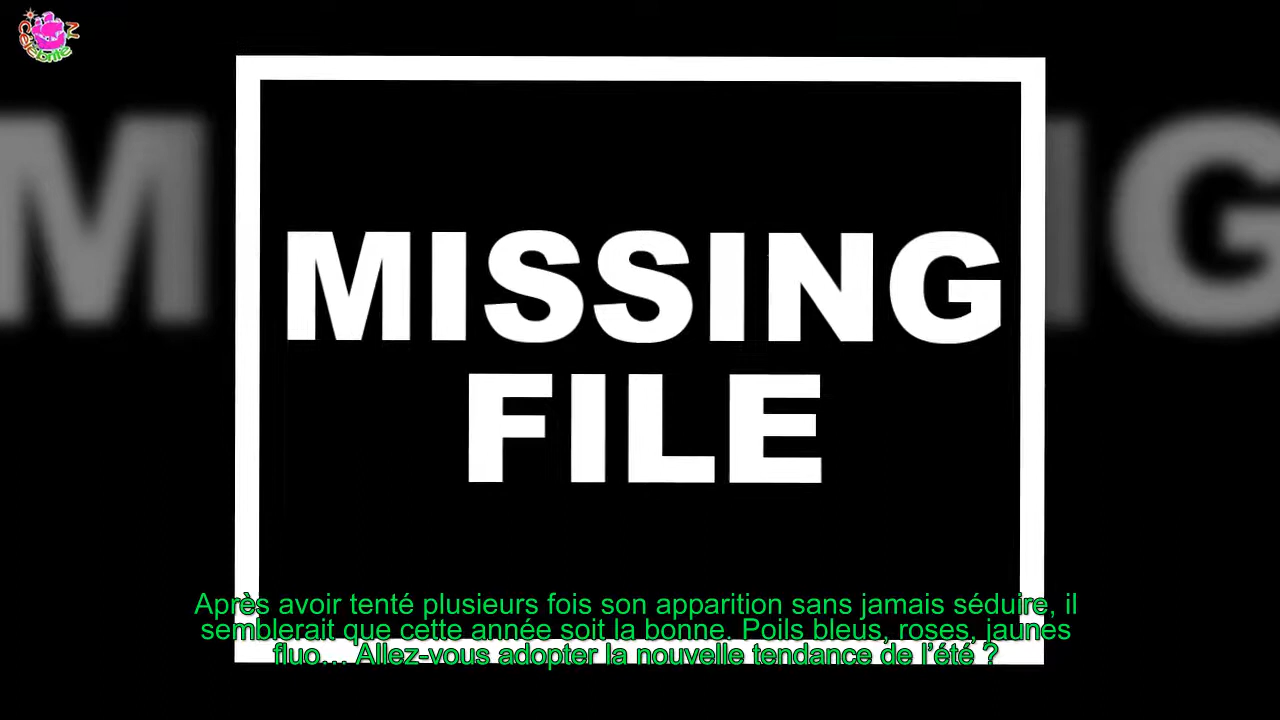 Célébrité
N
M
G
MISSING
FILE
Après avoir tenté plusieurs fois son apparition sans jamais séduire, il
semblerait que cette année soit la bonne. Poils bleus, roses, jaunes
fluo… Allez-vous adopter la nouvelle tendance de l’été ?